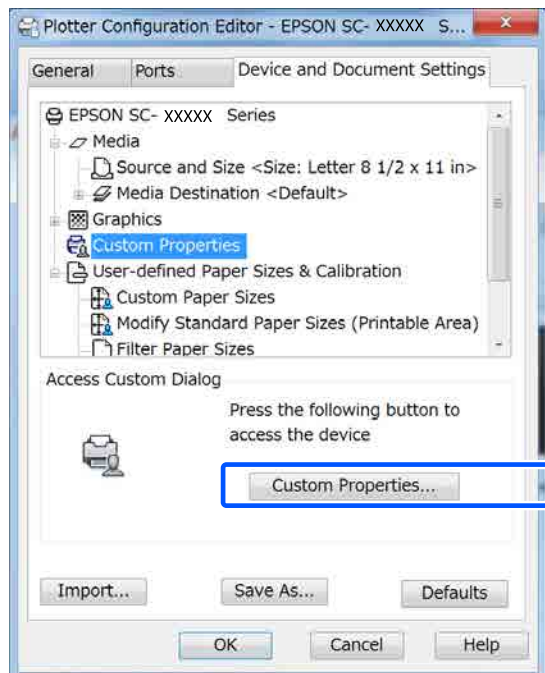 Plotter Configuration Editor - EPSON SC- XXXXX S...
General Ports Device and Document Settings
EPSON SC- XXXXX Series
Media
Source and Size <Size: Letter 8 1/2 x 11 in>
Media Destination <Default>
Graphics
Custom Properties
User-defined Paper Sizes & Calibration
Custom Paper Sizes
Modify Standard Paper Sizes (Printable Area)
Filter Paper Sizes
Access Custom Dialog
Press the following button to
access the device
Custom Properties...
Import... Save As... Defaults
OK Cancel Help